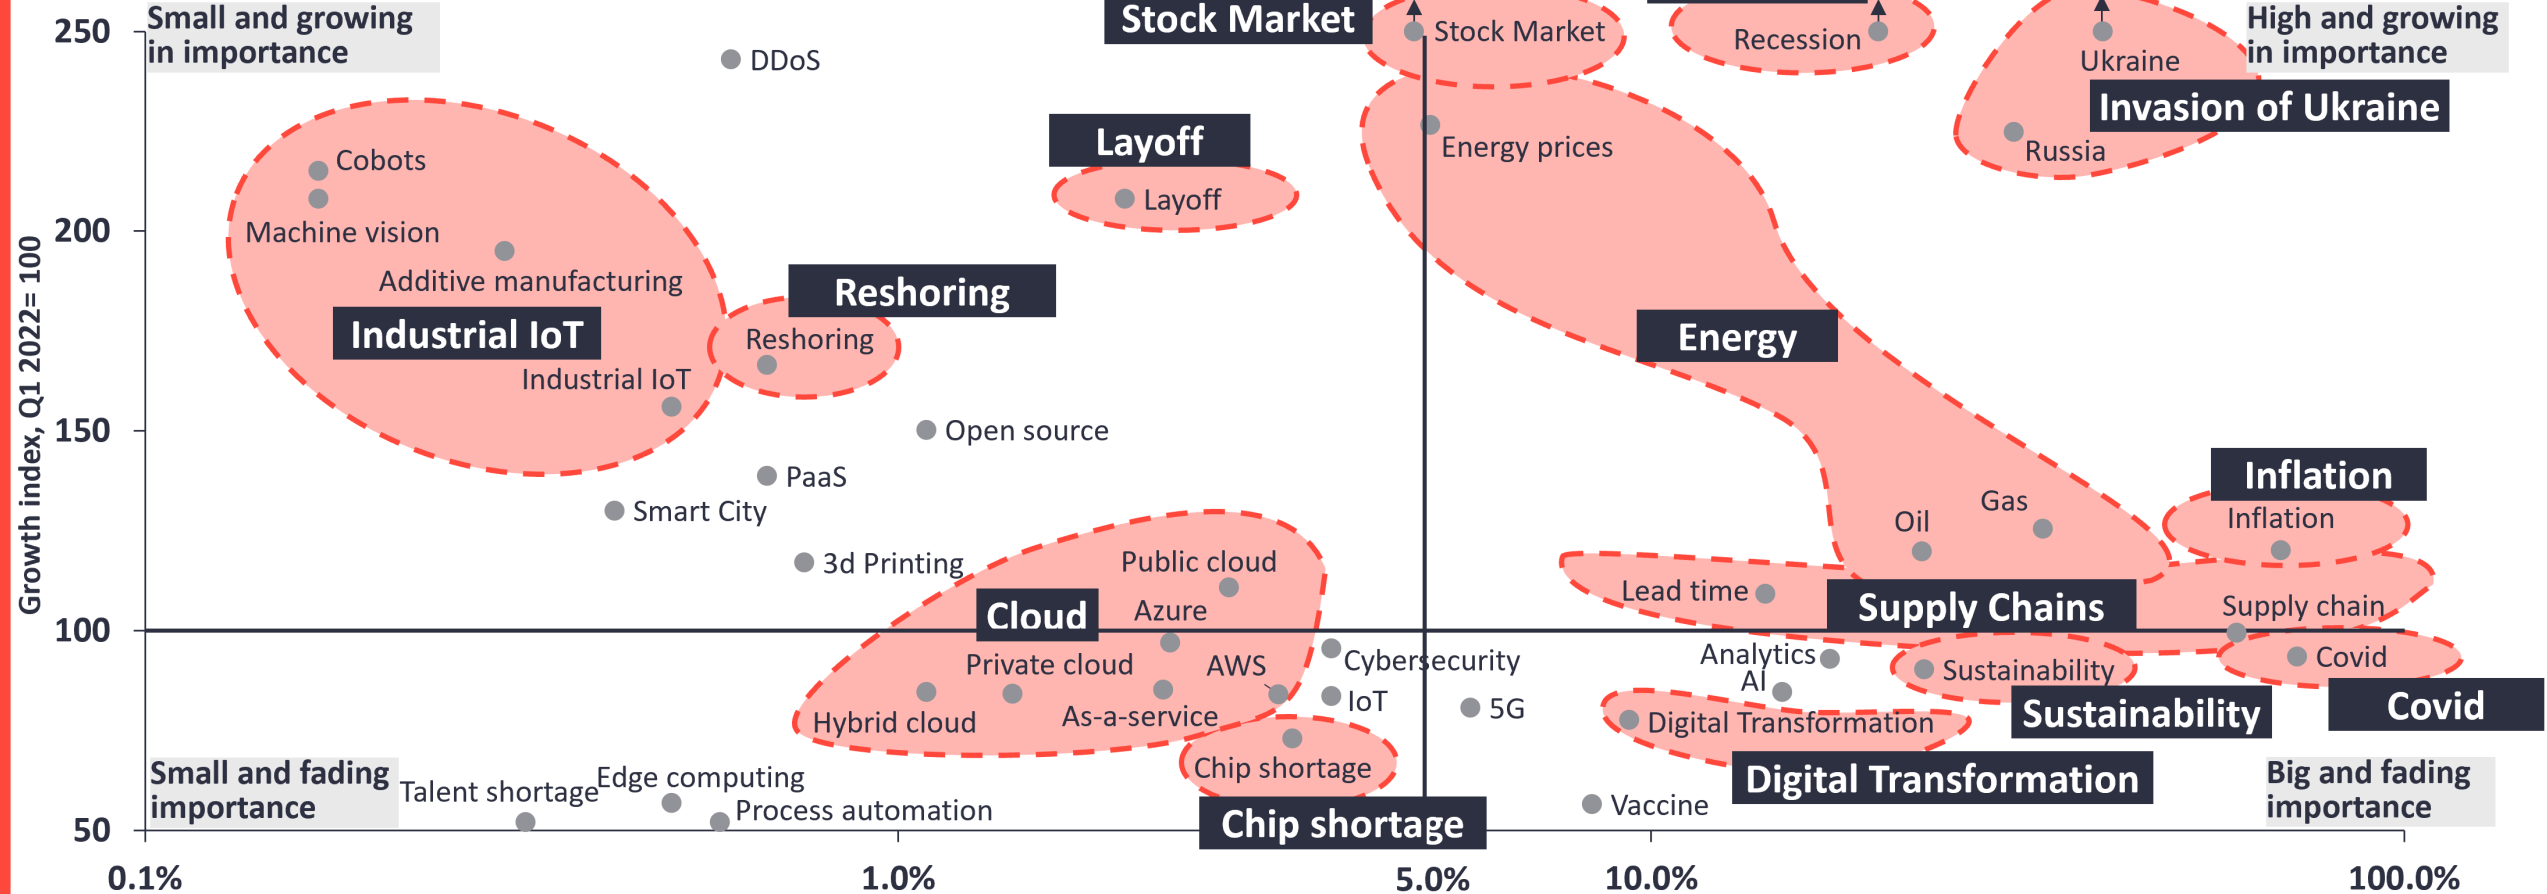 Small and growing
in importance
Stock Market
Stock Market
Recession
Ukraine
High and growing
in importance
Invasion of Ukraine
Russia
250
DDoS
Layoff
Layoff
Energy prices
Cobots
Machine vision
Additive manufacturing
Industrial IoT
Industrial IoT
200
Reshoring
Reshoring
Energy
Growth index, Q1 2022= 100
150
Open source
PaaS
Smart City
3d Printing
Inflation
Inflation
Gas
Oil
Public cloud
Azure
Cloud
Lead time
Supply Chains
Supply chain
100
Private cloud
AWS
Hybrid cloud
As-a-service
Cybersecurity
IoT
5G
Analytics
AI
Sustainability
Sustainability
Covid
Covid
Digital Transformation
Digital Transformation
Chip shortage
Chip shortage
Vaccine
Small and fading
importance
Talent shortage
Edge computing
Process automation
Big and fading
importance
50
0.1%
1.0%
5.0%
10.0%
100.0%